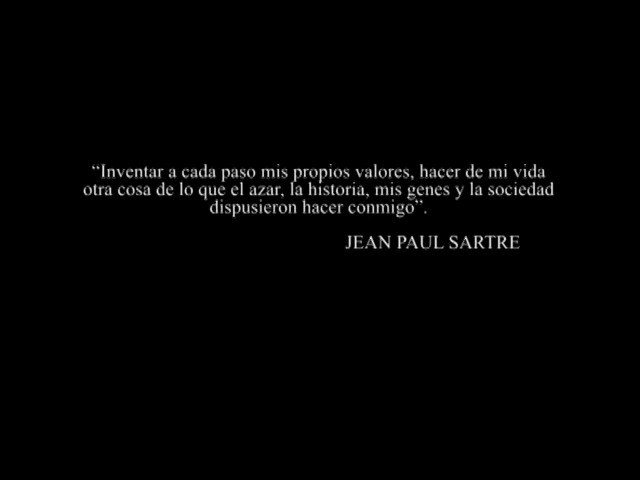 “Inventar a cada paso mis propios valores, hacer de mi vida
otra cosa de lo que el azar, la historia, mis genes y la sociedad
dispusieron hacer conmigo”.
JEAN PAUL SARTRE